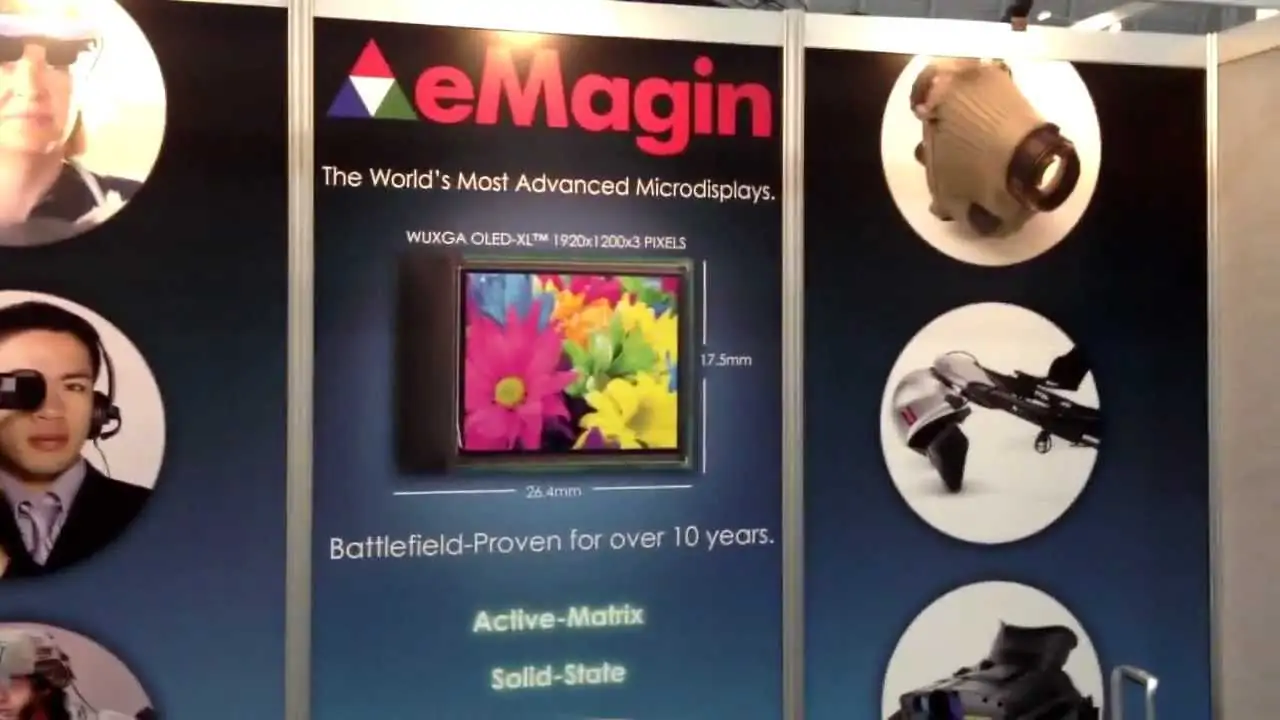 eMagin
The World's Most Advanced Microdisplays.
WUXGA OLED-XL™ 1920x1200x3 PIXELS
17.5mm
26.4mm
Battlefield-Proven for over 10 years.
Active-Matrix
Solid-State